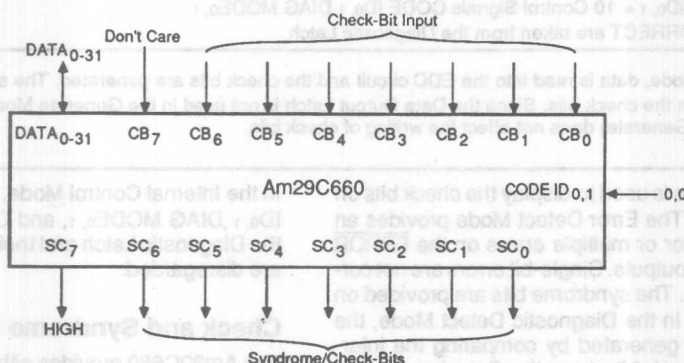 Check-Bit Input
DATA0-31 Don't Care
DATA0-31 CB7 CB6 CB5 CB4 CB3 CB2 CB1 CB0
Am29C660 CODE ID0,1 0,0
SC7 SC6 SC5 SC4 SC3 SC2 SC1 SC0
HIGH
Syndrome/Check-Bits